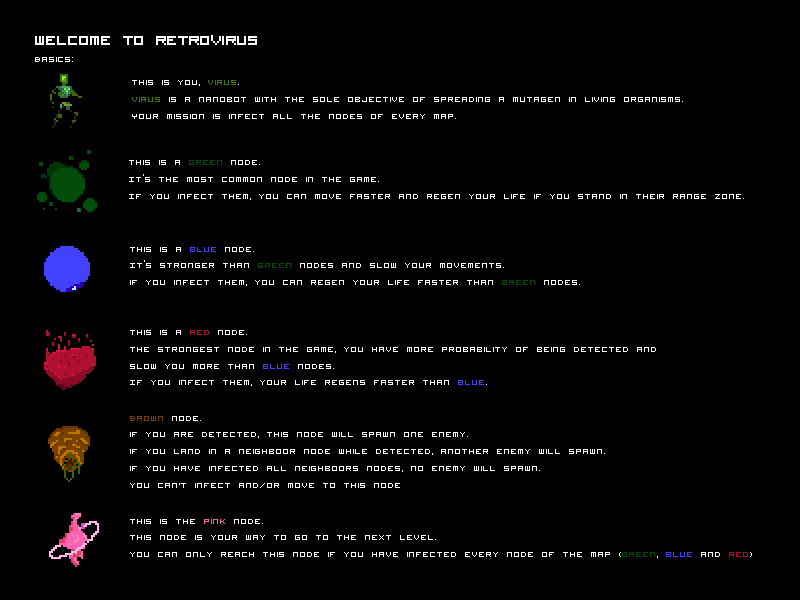 WELCOME TO RETROVIRUS
BASICS:
THIS IS YOU, VIRUS.
VIRUS IS A NANOBOT WITH THE SOLE OBJECTIVE OF SPREADING A MUTAGEN IN LIVING ORGANISMS.
YOUR MISSION IS INFECT ALL THE NODES OF EVERY MAP.
THIS IS A GREEN NODE.
IT'S THE MOST COMMON NODE IN THE GAME.
IF YOU INFECT THEM, YOU CAN MOVE FASTER AND REGEN YOUR LIFE IF YOU STAND IN THEIR RANGE ZONE.
THIS IS A BLUE NODE.
IT'S STRONGER THAN GREEN NODES AND SLOW YOUR MOVEMENTS.
IF YOU INFECT THEM, YOU CAN REGEN YOUR LIFE FASTER THAN GREEN NODES.
THIS IS A RED NODE.
THE STRONGEST NODE IN THE GAME, YOU HAVE MORE PROBABILITY OF BEING DETECTED AND
SLOW YOU MORE THAN BLUE NODES.
IF YOU INFECT THEM, YOUR LIFE REGENS FASTER THAN BLUE.
BROWN NODE.
IF YOU ARE DETECTED, THIS NODE WILL SPAWN ONE ENEMY.
IF YOU LAND IN A NEIGHBOOR NODE WHILE DETECTED, ANOTHER ENEMY WILL SPAWN.
IF YOU HAVE INFECTED ALL NEIGHBOORS NODES, NO ENEMY WILL SPAWN.
YOU CAN'T INFECT AND/OR MOVE TO THIS NODE
THIS IS THE PINK NODE.
THIS NODE IS YOUR WAY TO GO TO THE NEXT LEVEL.
YOU CAN ONLY REACH THIS NODE IF YOU HAVE INFECTED EVERY NODE OF THE MAP (GREEN, BLUE AND RED)